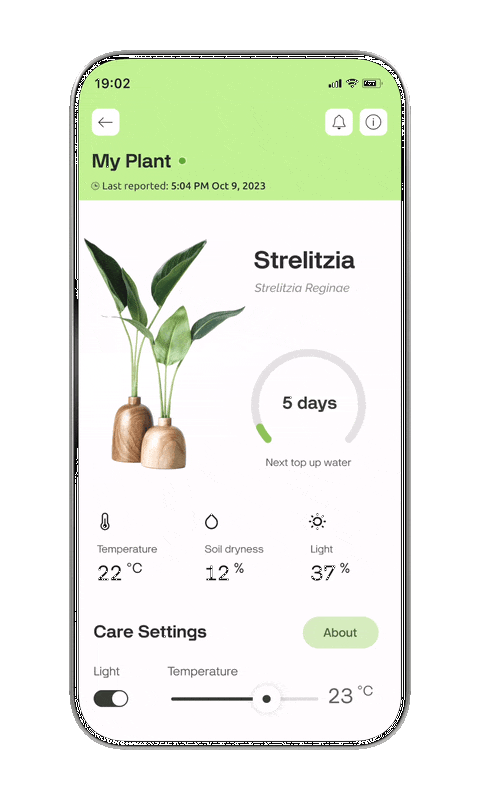 19:02
My Plant
Last reported: 5:04 PM Oct 9, 2023
Strelitzia
Strelitzia Reginae
5 days
Next top up water
Temperature Soil dryness Light
22 °C 12 % 37 %
Care Settings About
Light Temperature
23 °C